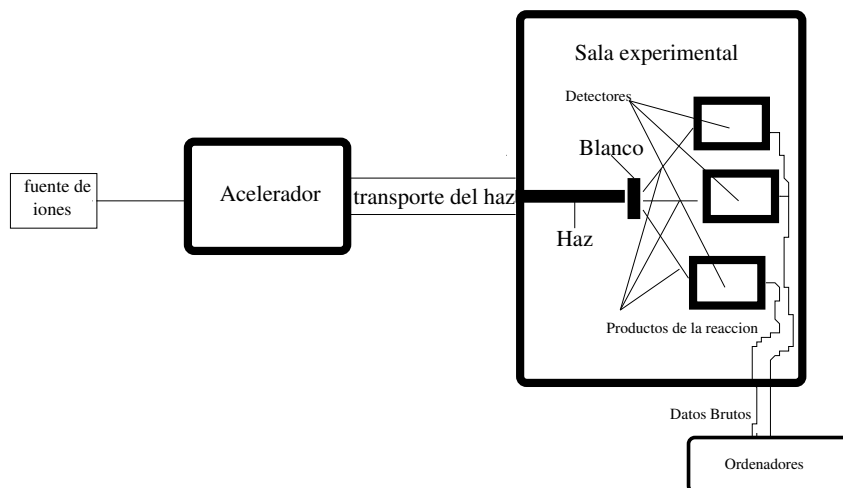 Sala experimental
Detectores
Blanco
fuente de
iones
Acelerador
transporte del haz
Haz
Productos de la reaccion
Datos Brutos
Ordenadores